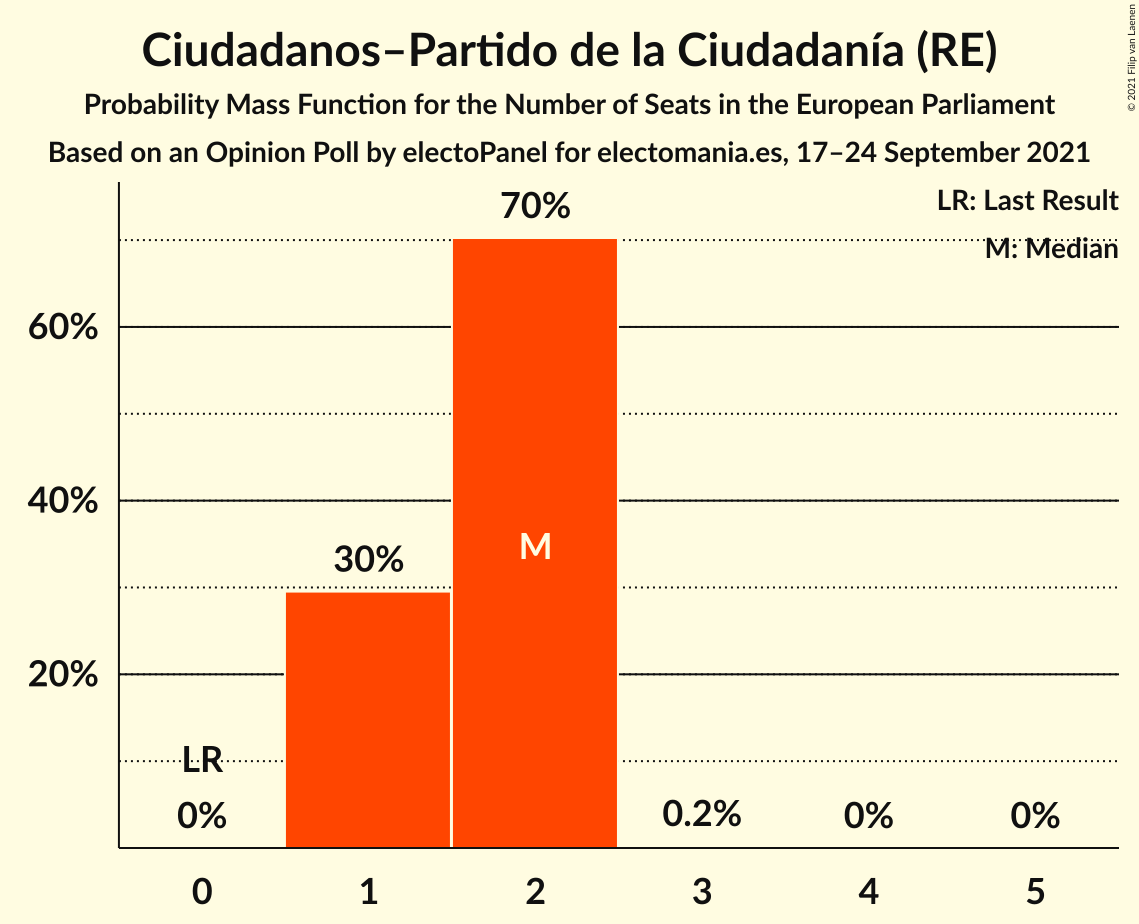 Ciudadanos–Partido de la Ciudadanía (RE)
Probability Mass Function for the Number of Seats in the European Parliament
Based on an Opinion Poll by electoPanel for electomania.es, 17–24 September 2021
© 2021 Filip van Laenen
LR: Last Result
M: Median
70%
60%
40%
30%
M
20%
LR
0%
0.2%
0%
0%
0
1
2
3
4
5